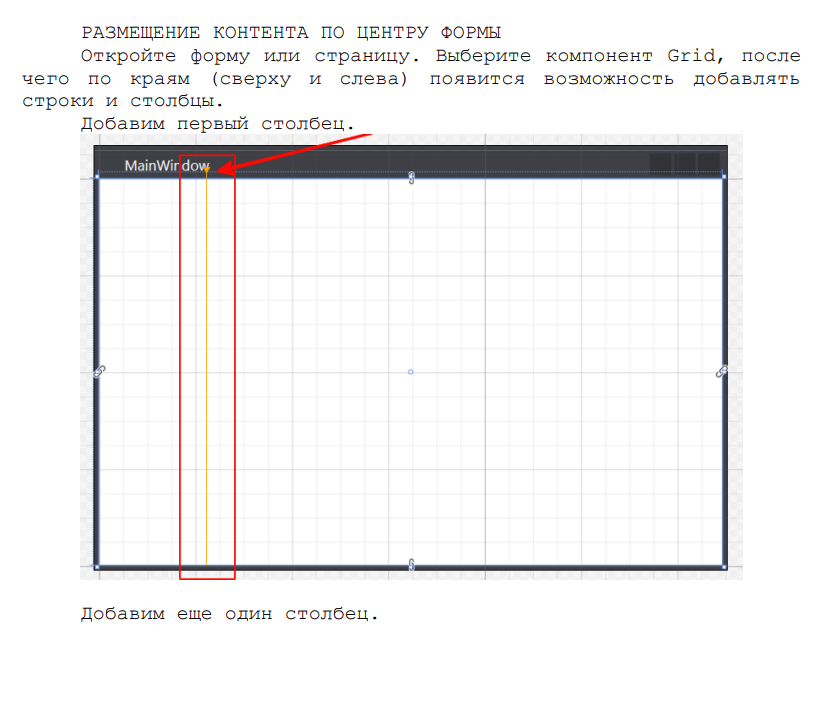 РАЗМЕЩЕНИЕ КОНТЕНТА ПО ЦЕНТРУ ФОРМЫ
Откройте форму или страницу. Выберите компонент Grid, после
чего по краям (сверху и слева) появится возможность добавлять
строки и столбцы.
Добавим первый столбец.
MainWindow
Добавим еще один столбец.